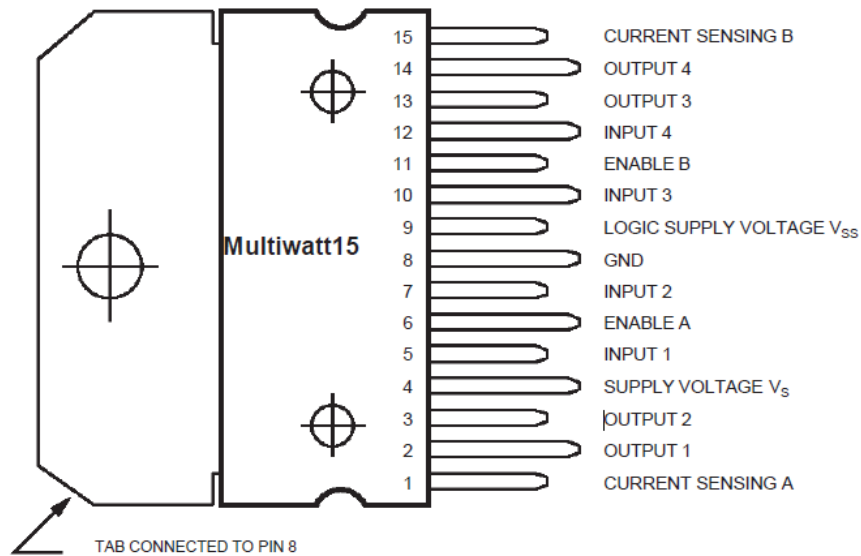 15 CURRENT SENSING B
14 OUTPUT 4
13 OUTPUT 3
12 INPUT 4
11 ENABLE B
10 INPUT 3
9 LOGIC SUPPLY VOLTAGE VSS
8 GND
7 INPUT 2
6 ENABLE A
5 INPUT 1
4 SUPPLY VOLTAGE VS
3 OUTPUT 2
2 OUTPUT 1
1 CURRENT SENSING A
Multiwatt15
TAB CONNECTED TO PIN 8